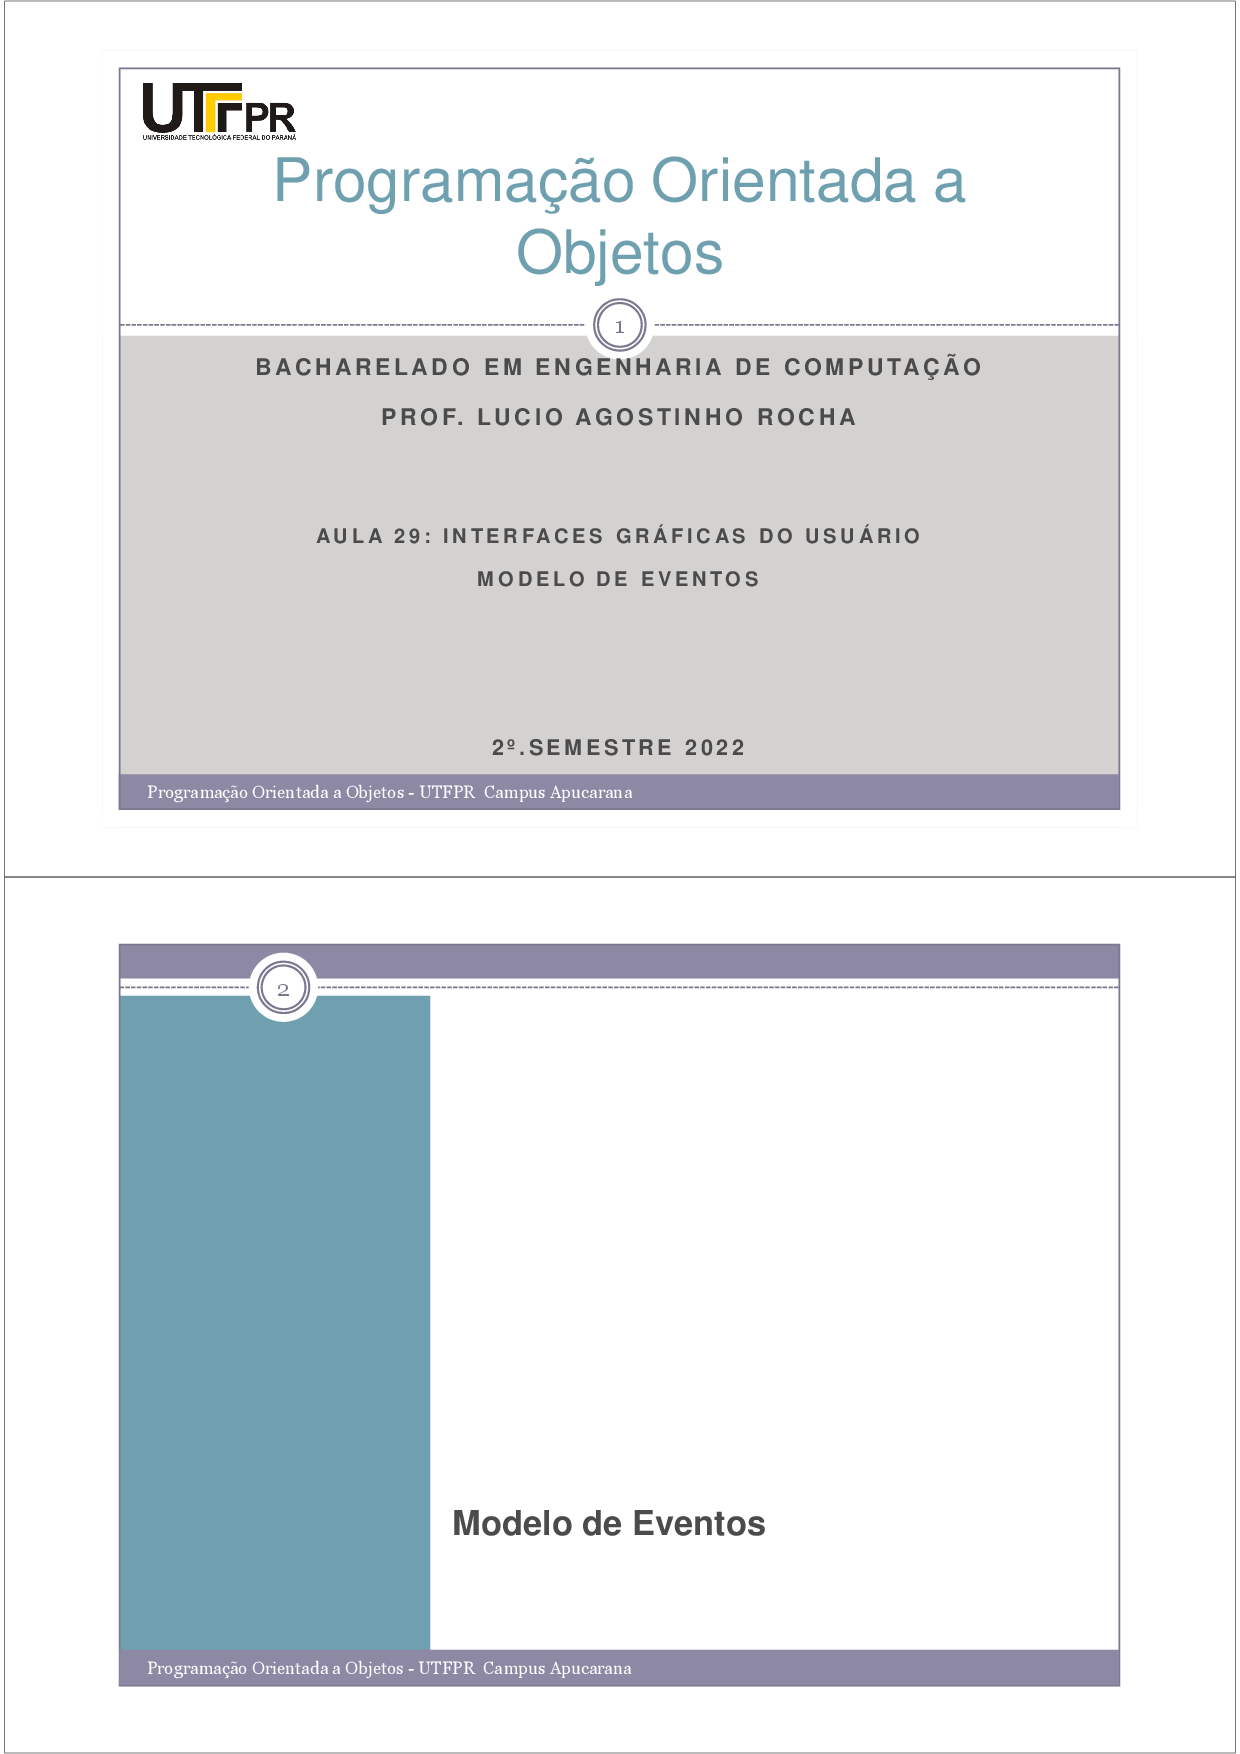 UTFPR
UNIVERSIDADE TECNOLÓGICA FEDERAL DO PARANÁ
Programação Orientada a
Objetos
1
BACHARELADO EM ENGENHARIA DE COMPUTAÇÃO
PROF. LUCIO AGOSTINHO ROCHA
AULA 29: INTERFACES GRÁFICAS DO USUÁRIO
MODELO DE EVENTOS
2º.SEMESTRE 2022
Programação Orientada a Objetos - UTFPR Campus Apucarana
2
Modelo de Eventos
Programação Orientada a Objetos - UTFPR Campus Apucarana